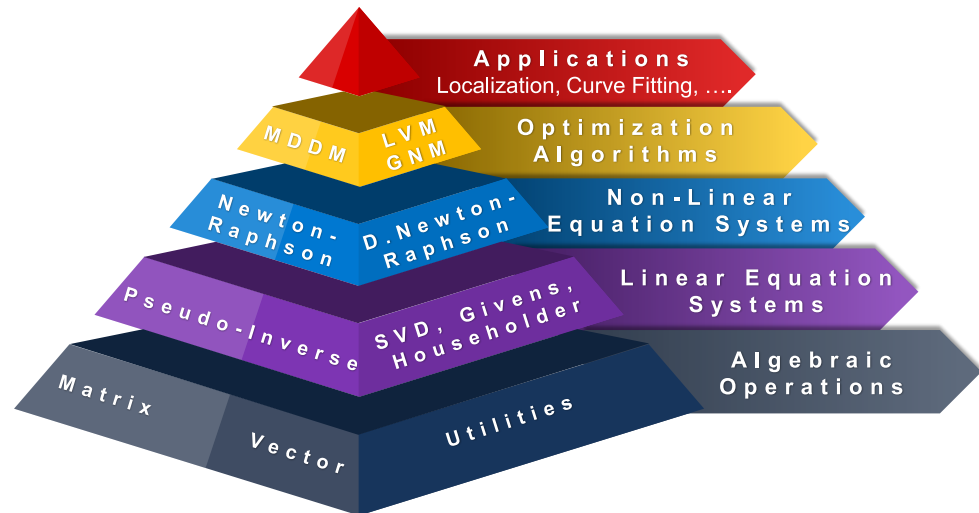 Applications
Localization, Curve Fitting, ....
MDDM
LVM
GNM
Optimization
Algorithms
Newton-
Raphson
D.Newton-
Raphson
Non-Linear
Equation Systems
Pseudo-Inverse
SVD, Givens,
Householder
Linear Equation
Systems
Matrix
Vector
Utilities
Algebraic
Operations